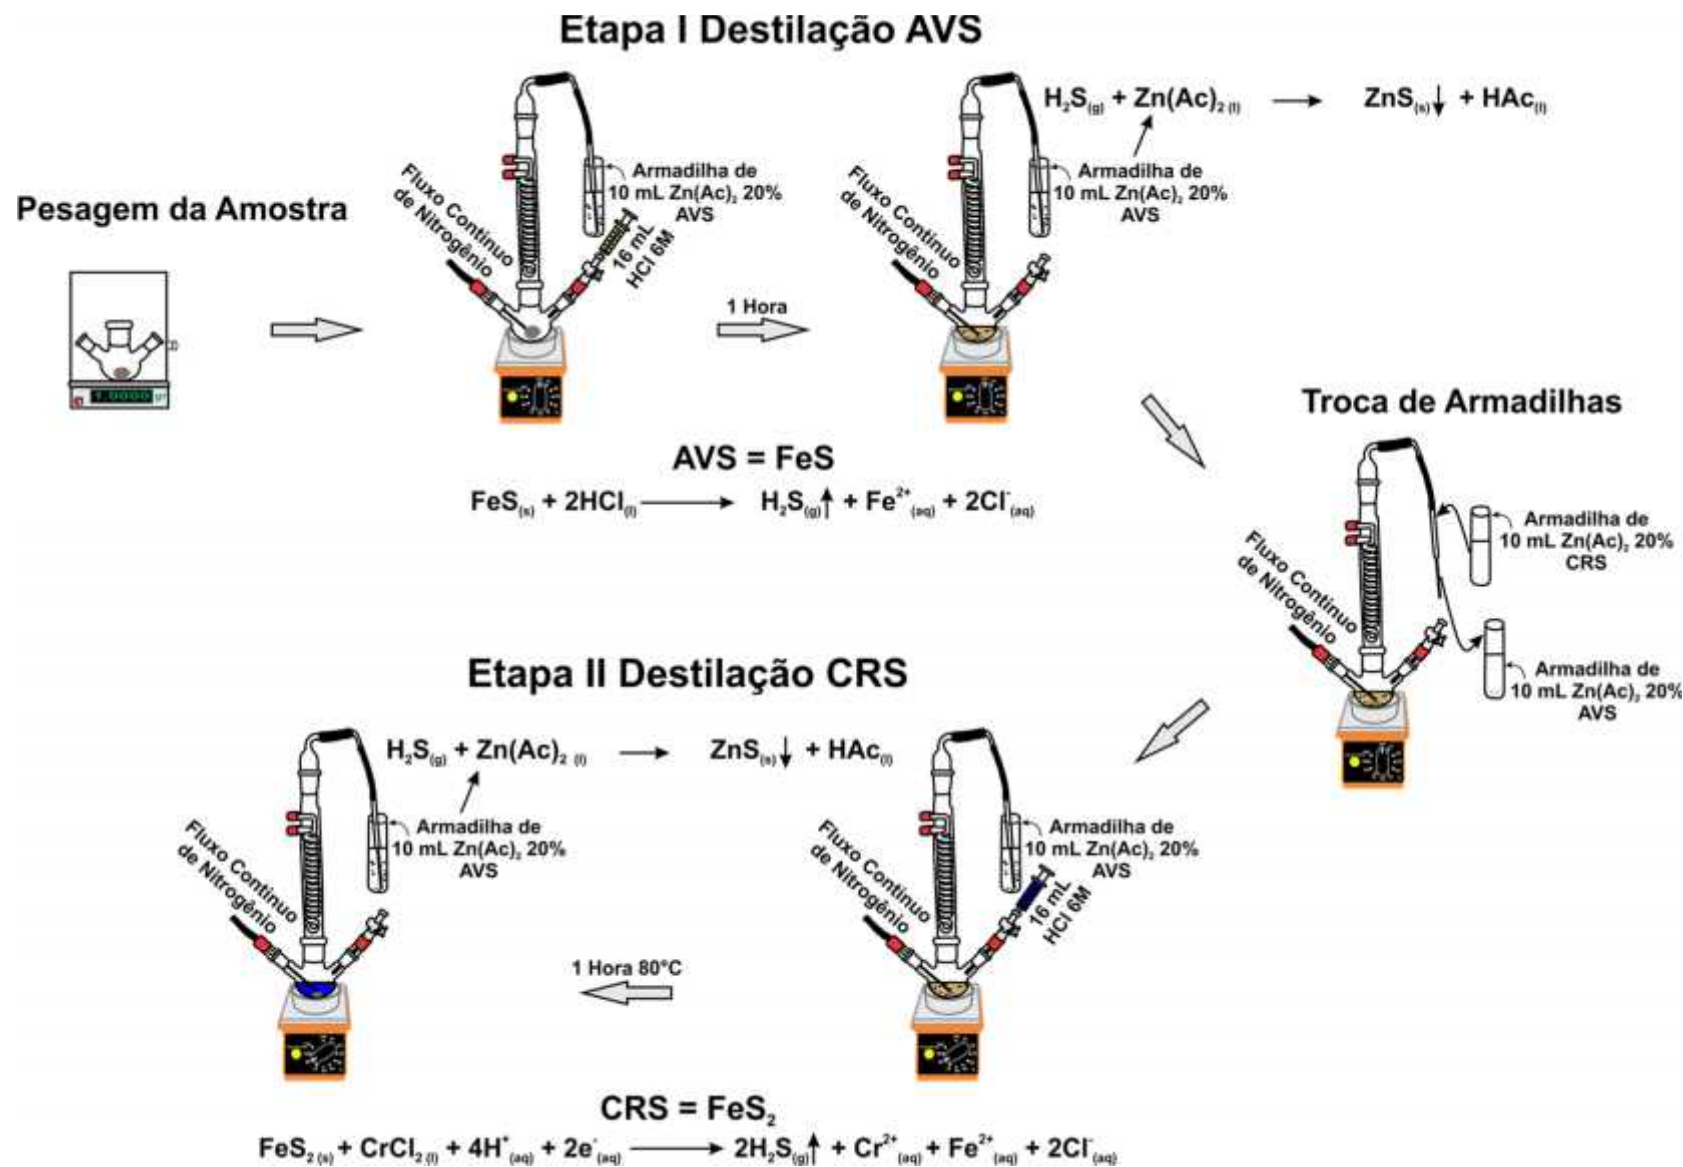 Etapa I Destilação AVS
Pesagem da Amostra
Fluxo Continuo
de Nitrogênio
Armadilha de
10 mL Zn(Ac)₂ 20%
AVS
16 mL
HCl 6M
1 Hora
Fluxo Continuo
de Nitrogênio
Armadilha de
10 mL Zn(Ac)₂ 20%
AVS
H₂S(g) + Zn(Ac)₂ (l) → ZnS(s)↓ + HAc(l)
AVS = FeS
FeS(s) + 2HCl(l) → H₂S(g)↑ + Fe²⁺(aq) + 2Cl⁻(aq)
Troca de Armadilhas
Fluxo Continuo
de Nitrogênio
Armadilha de
10 mL Zn(Ac)₂ 20%
CRS
Armadilha de
10 mL Zn(Ac)₂ 20%
AVS
Etapa II Destilação CRS
Fluxo Continuo
de Nitrogênio
Armadilha de
10 mL Zn(Ac)₂ 20%
AVS
16 mL
HCl 6M
1 Hora 80°C
Fluxo Continuo
de Nitrogênio
Armadilha de
10 mL Zn(Ac)₂ 20%
AVS
H₂S(g) + Zn(Ac)₂ (l) → ZnS(s)↓ + HAc(l)
CRS = FeS₂
FeS₂(s) + CrCl₂(l) + 4H⁺(aq) + 2e⁻(aq) → 2H₂S(g)↑ + Cr²⁺(aq) + Fe²⁺(aq) + 2Cl⁻(aq)